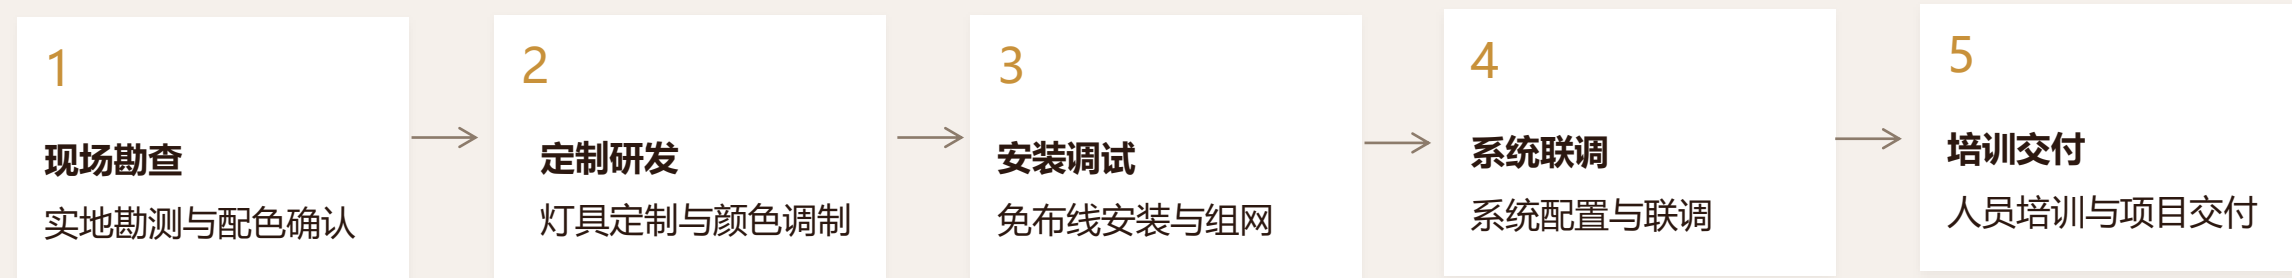 1
现场勘查
实地勘测与配色确认
2
定制研发
灯具定制与颜色调制
3
安装调试
免布线安装与组网
4
系统联调
系统配置与联调
5
培训交付
人员培训与项目交付